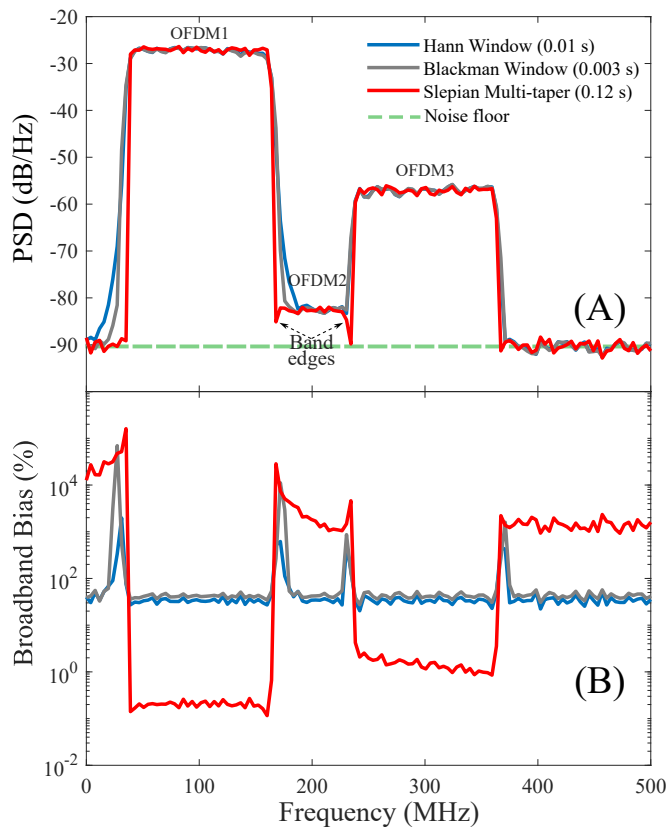 -20
OFDM1
Hann Window (0.01 s)
-30
Blackman Window (0.003 s)
-40
Slepian Multi-taper (0.12 s)
Noise floor
-50
PSD (dB/Hz)
OFDM3
-60
-70
OFDM2
-80
(A)
-90
Band
edges
10^4
Broadband Bias (%)
10^2
10^0
(B)
10^-2
0 100 200 300 400 500
Frequency (MHz)